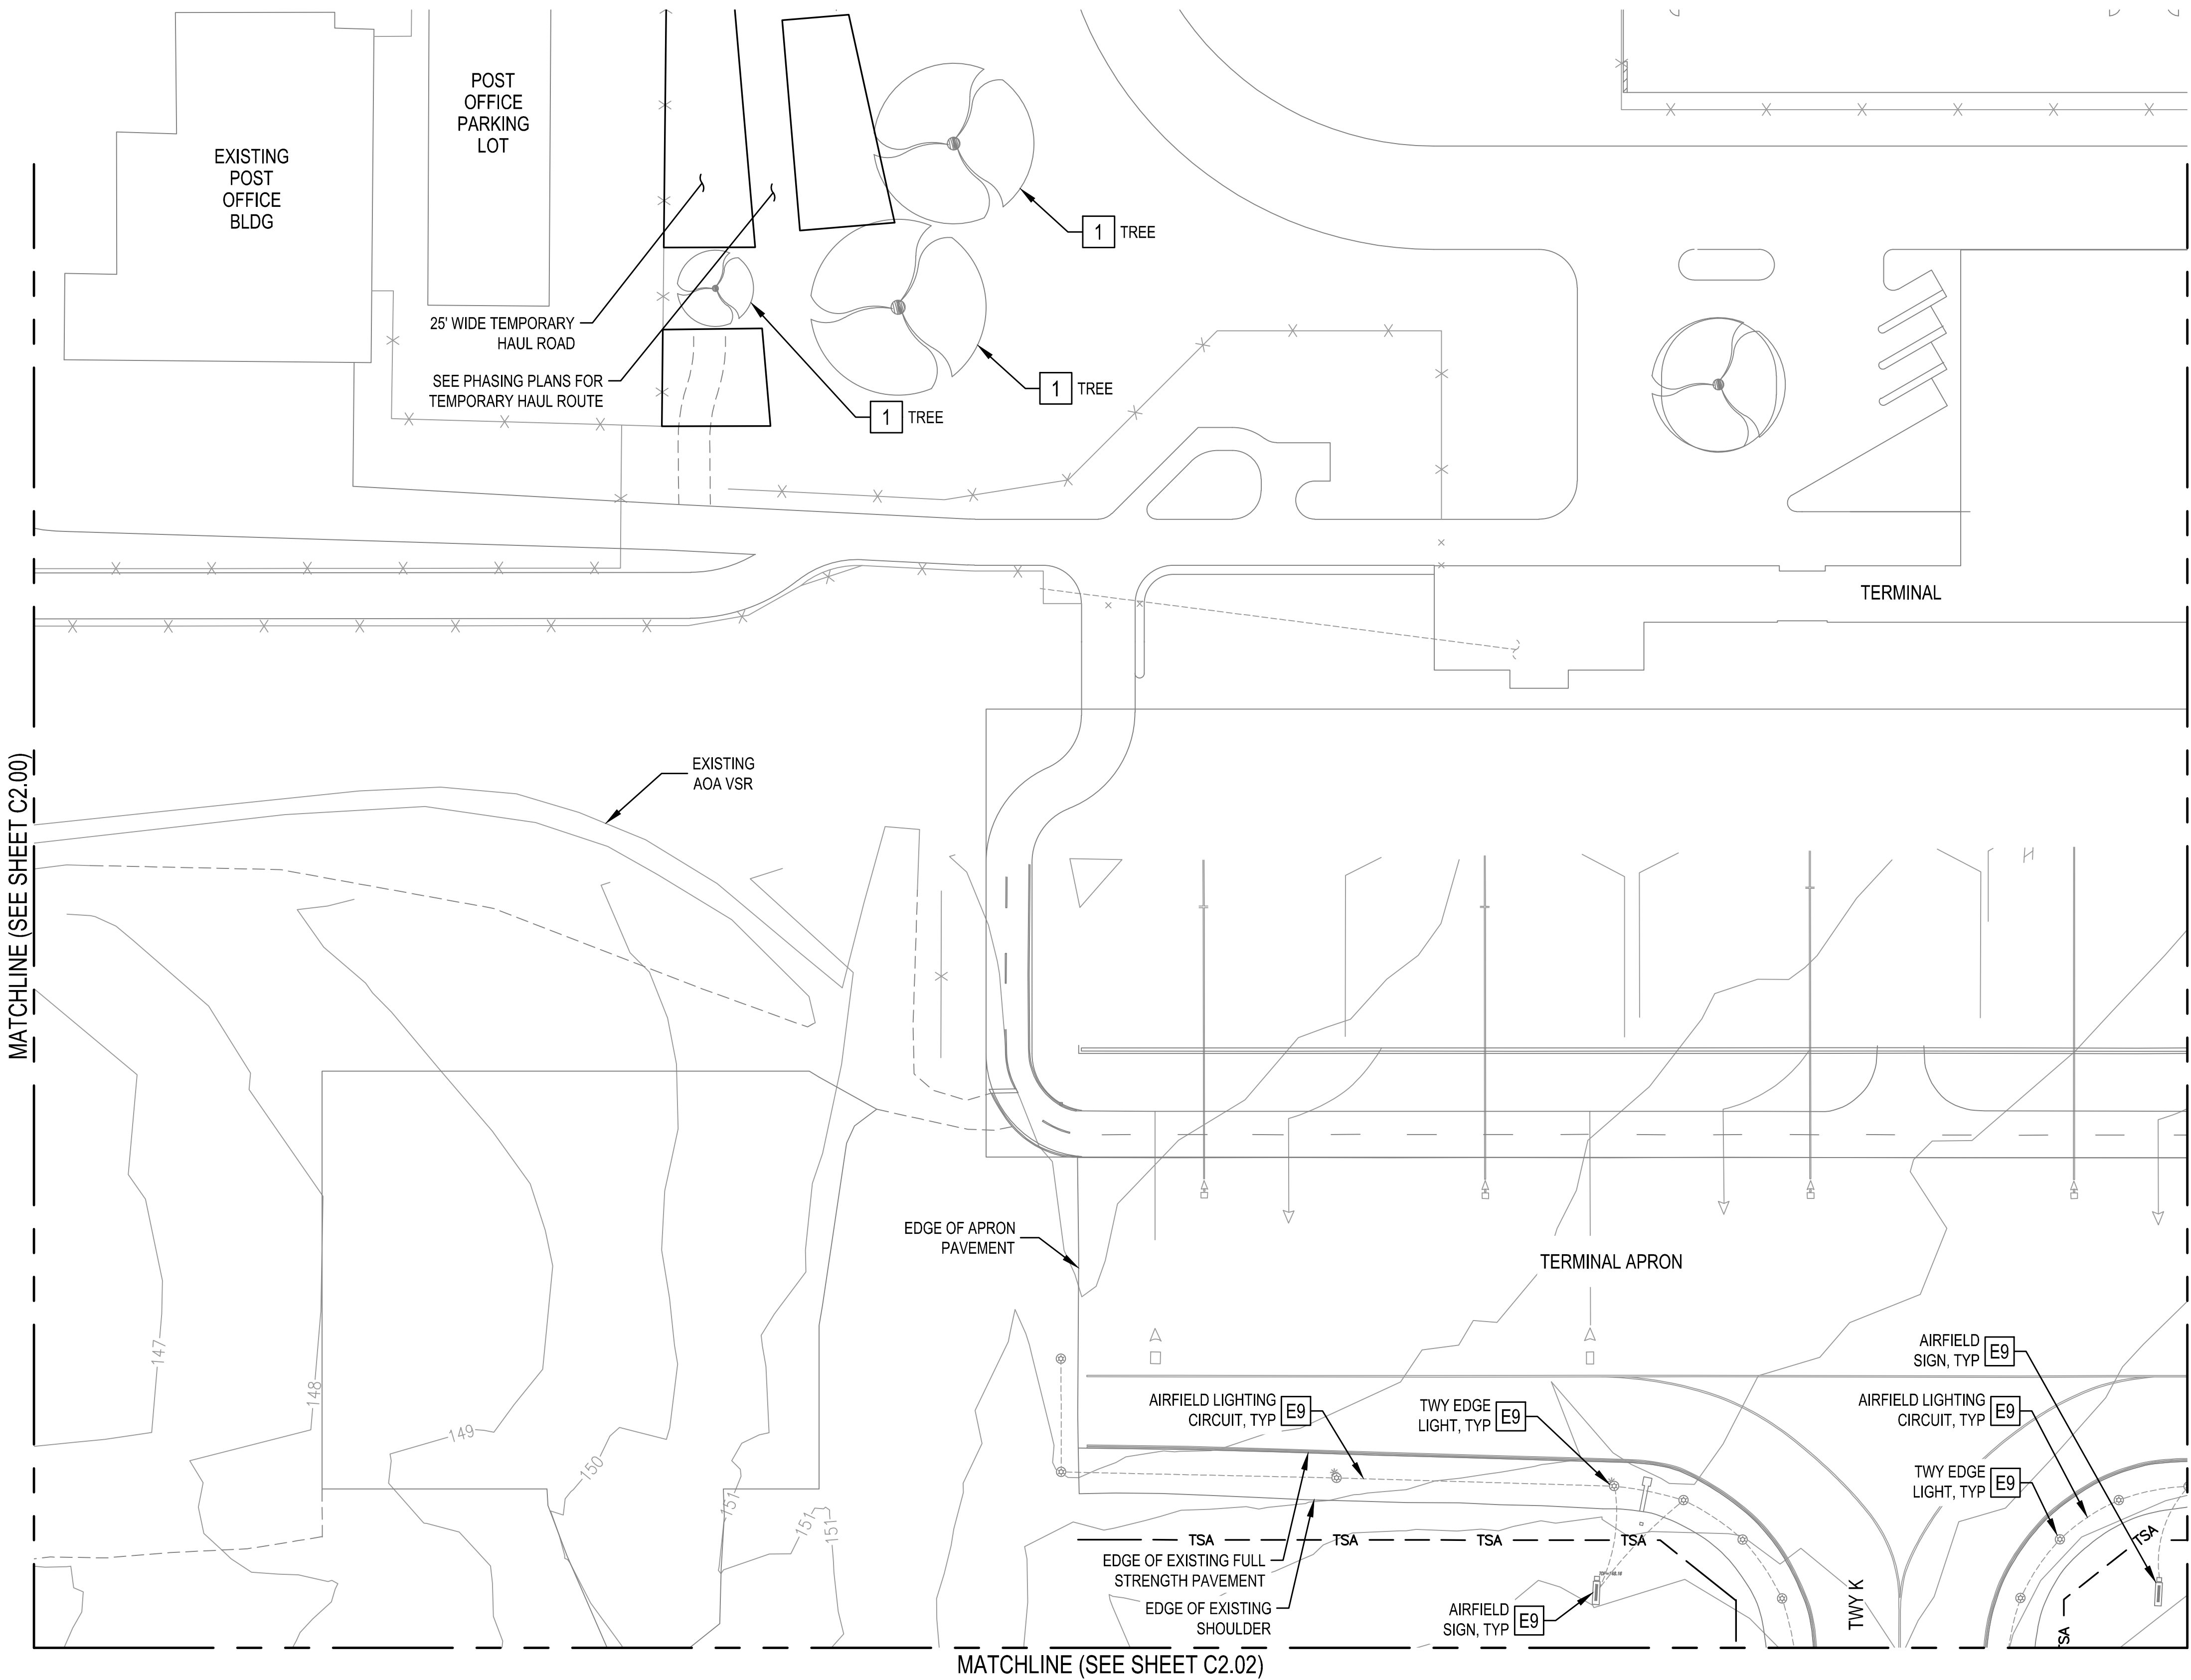 POST
OFFICE
PARKING
LOT
EXISTING
POST
OFFICE
BLDG
1 TREE
25' WIDE TEMPORARY
HAUL ROAD
SEE PHASING PLANS FOR
TEMPORARY HAUL ROUTE
1 TREE
1 TREE
TERMINAL
EXISTING
AOA VSR
MATCHLINE (SEE SHEET C2.00)
EDGE OF APRON
PAVEMENT
TERMINAL APRON
147
148
149
150
151
151
151
AIRFIELD LIGHTING
CIRCUIT, TYP E9
TWY EDGE
LIGHT, TYP E9
AIRFIELD
SIGN, TYP E9
AIRFIELD LIGHTING
CIRCUIT, TYP E9
TWY EDGE
LIGHT, TYP E9
TSA TSA TSA TSA
TSA
TSA
EDGE OF EXISTING FULL
STRENGTH PAVEMENT
EDGE OF EXISTING
SHOULDER
AIRFIELD
SIGN, TYP E9
TWY K
MATCHLINE (SEE SHEET C2.02)